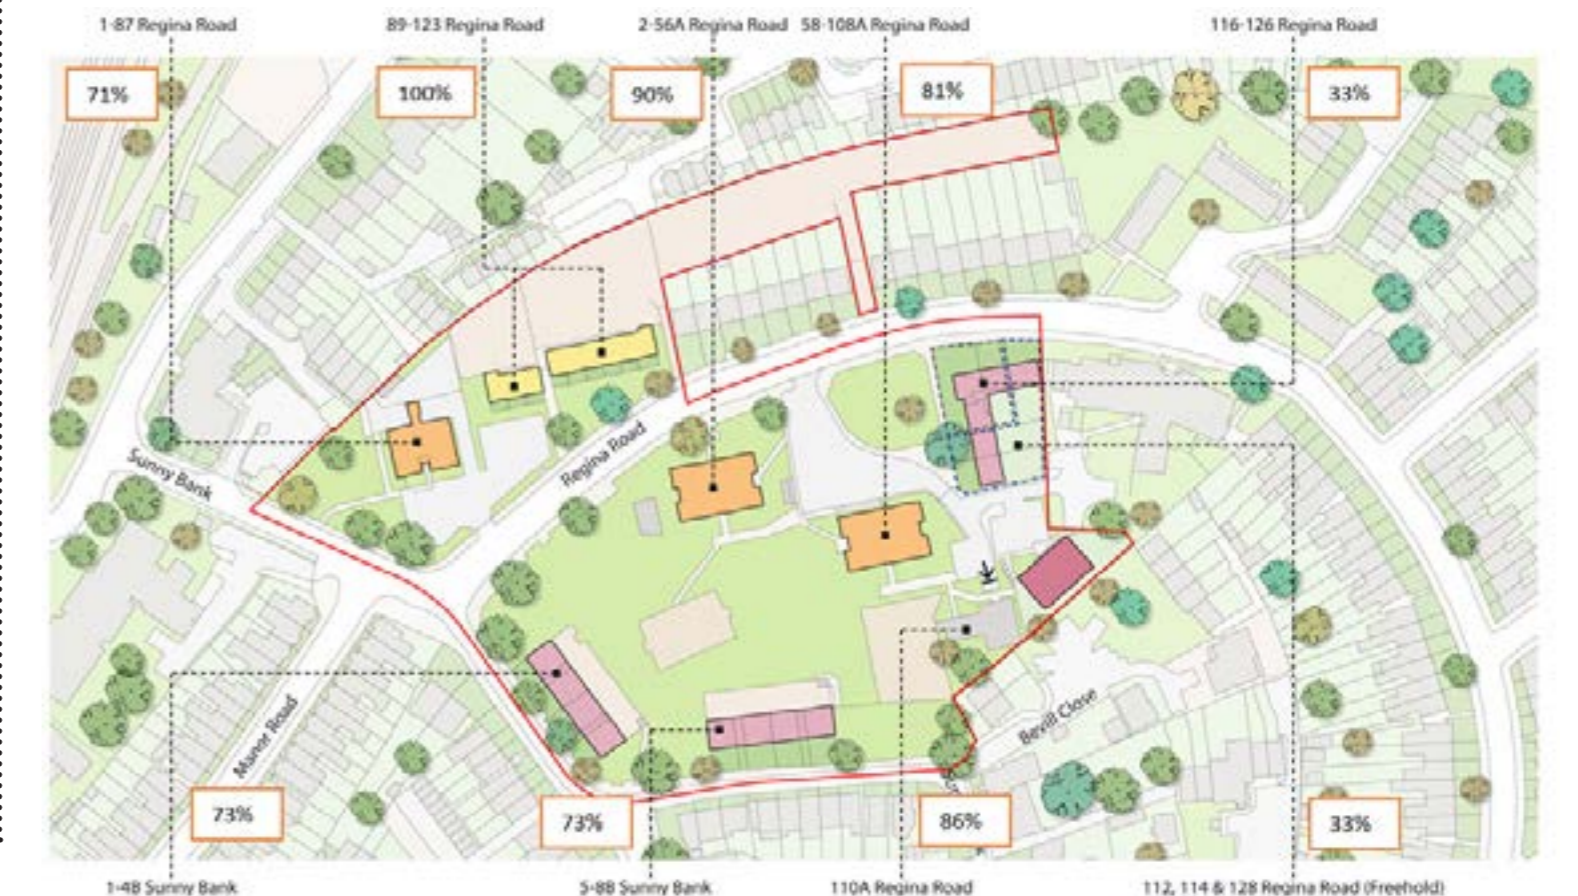 1-87 Regina Road
89-123 Regina Road
2-56A Regina Road
58-108A Regina Road
116-126 Regina Road
71%
100%
90%
81%
33%
Sunny Bank
Regina Road
Manor Road
Bevill Close
73%
73%
86%
33%
1-4B Sunny Bank
5-8B Sunny Bank
110A Regina Road
112, 114 & 128 Regina Road (Freehold)